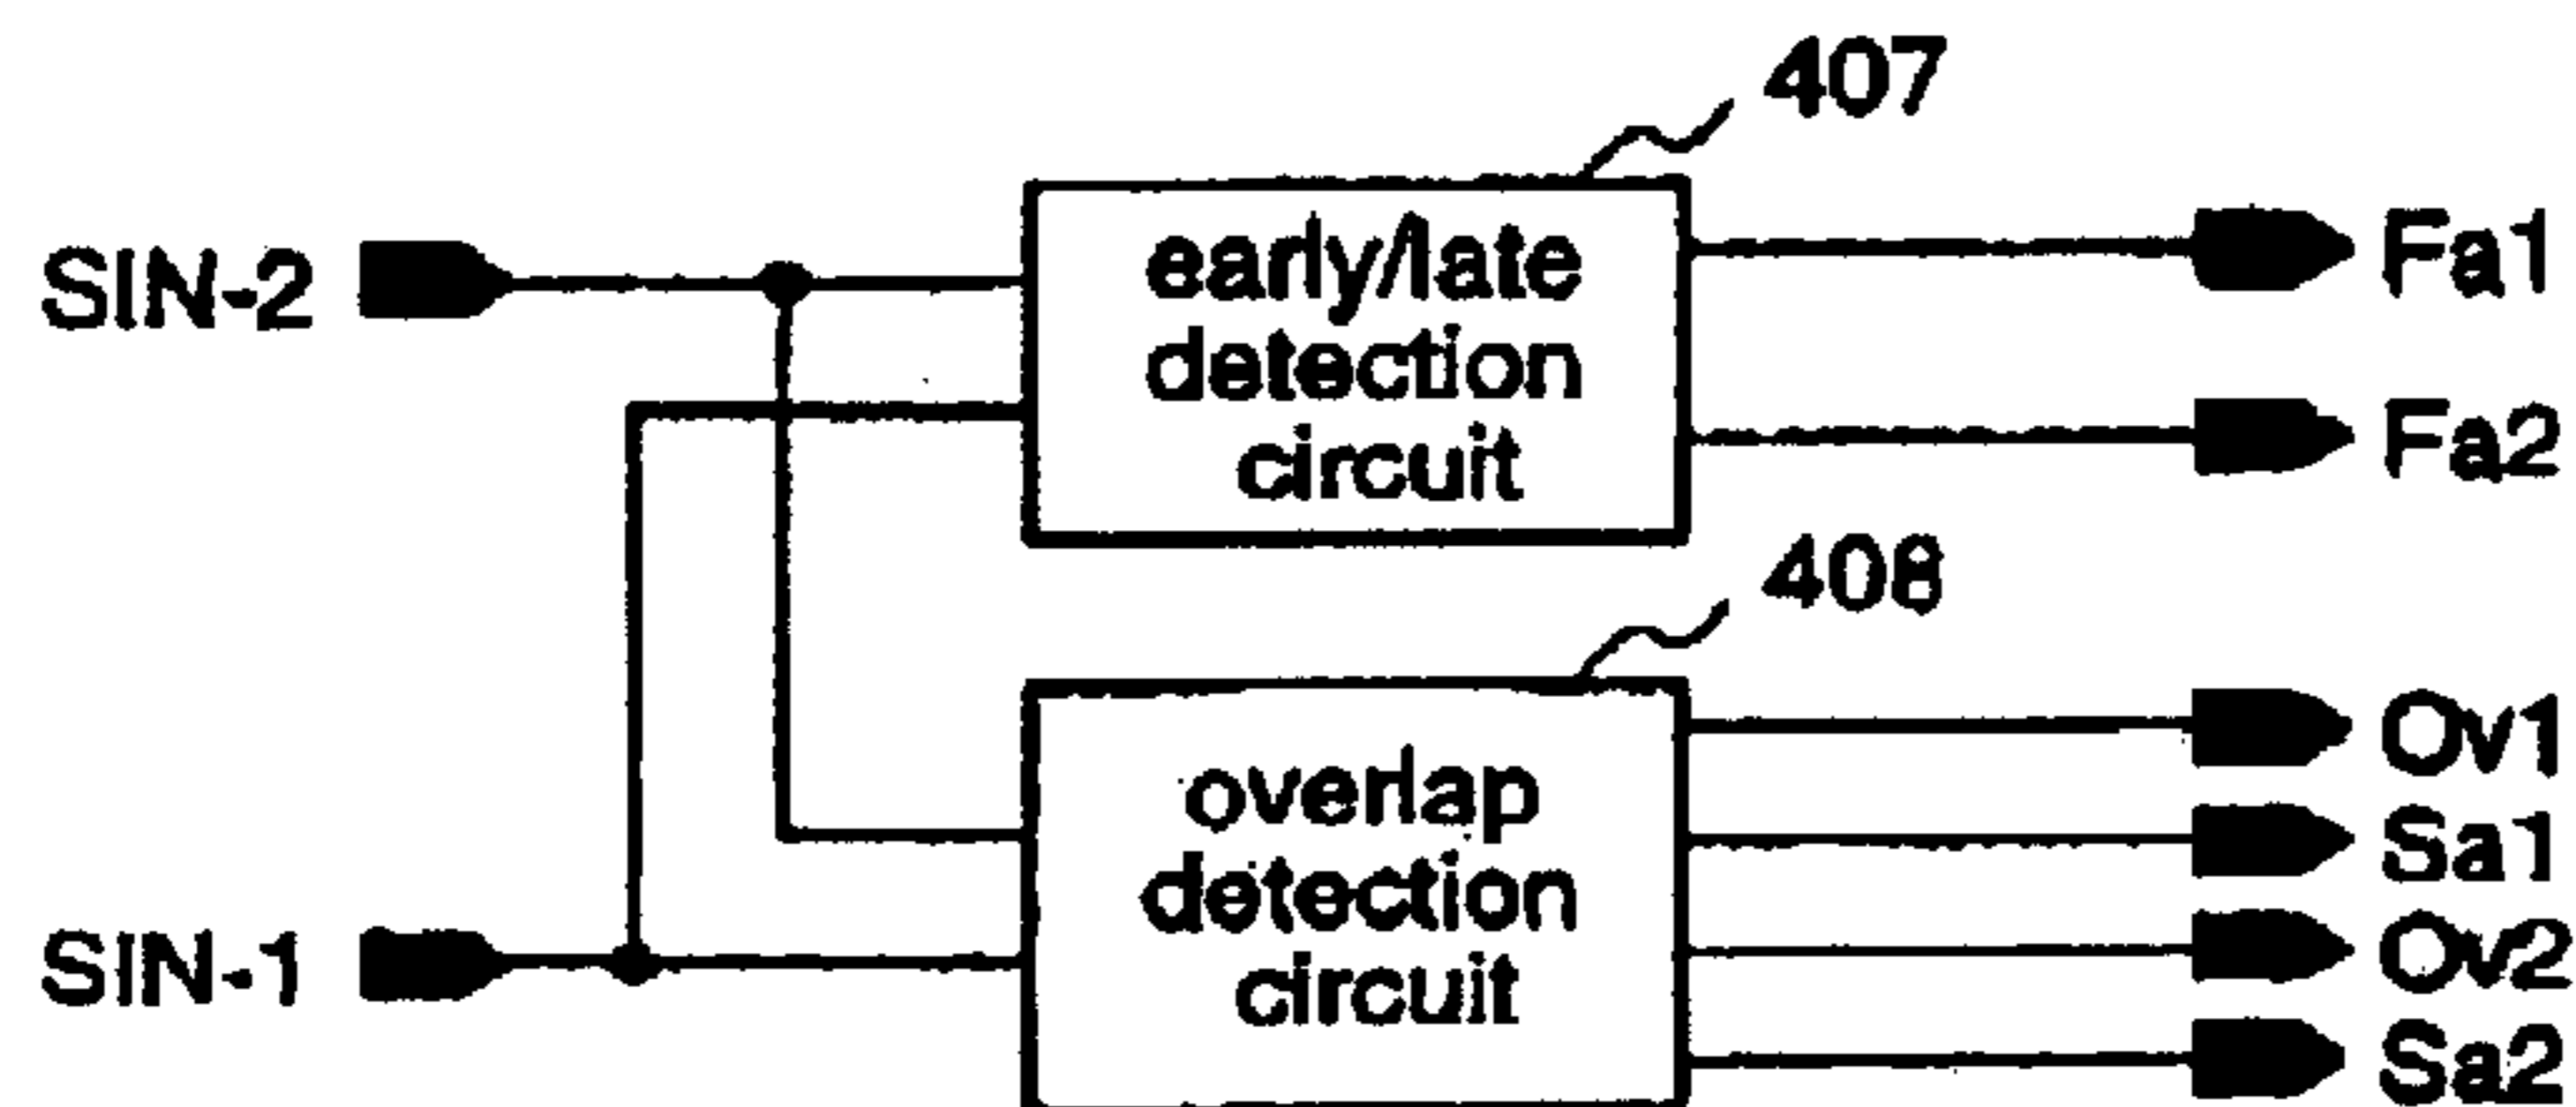 407
SIN-2
early/late
detection
circuit
Fa1
Fa2
408
SIN-1
overlap
detection
circuit
Ov1
Sa1
Ov2
Sa2